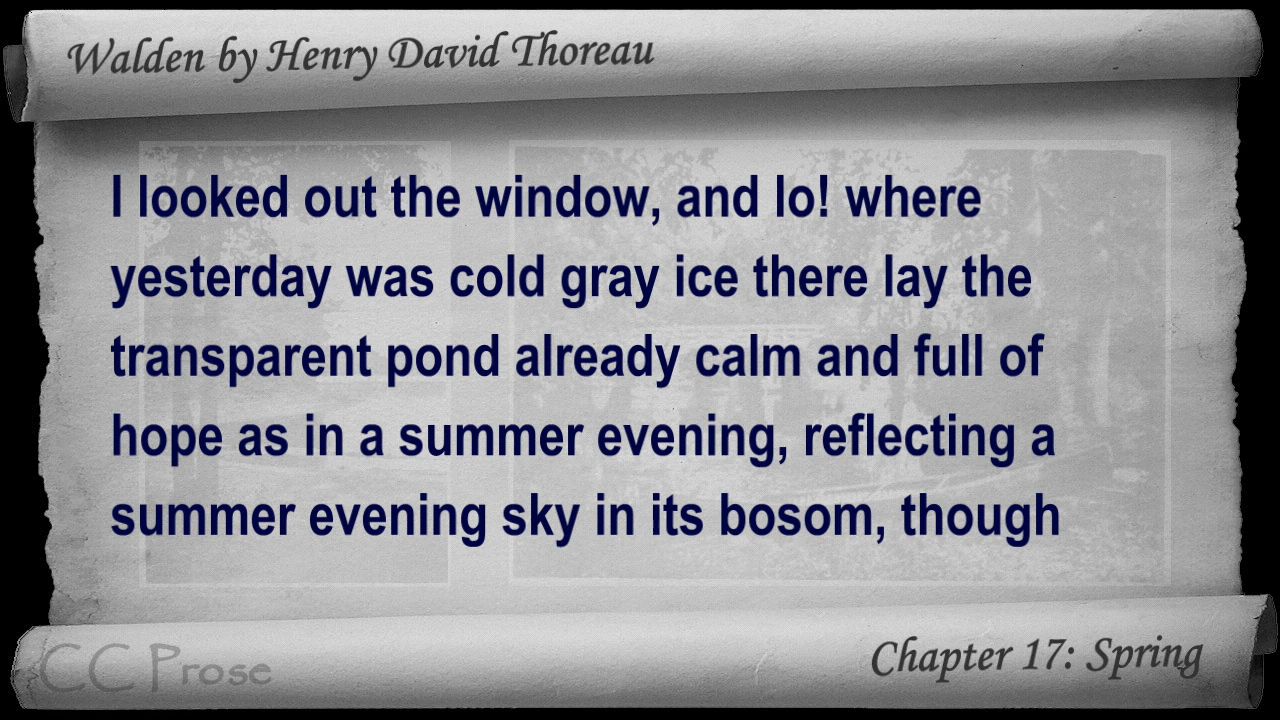 Walden by Henry David Thoreau
I looked out the window, and lo! where
yesterday was cold gray ice there lay the
transparent pond already calm and full of
hope as in a summer evening, reflecting a
summer evening sky in its bosom, though
CC Prose
Chapter 17: Spring